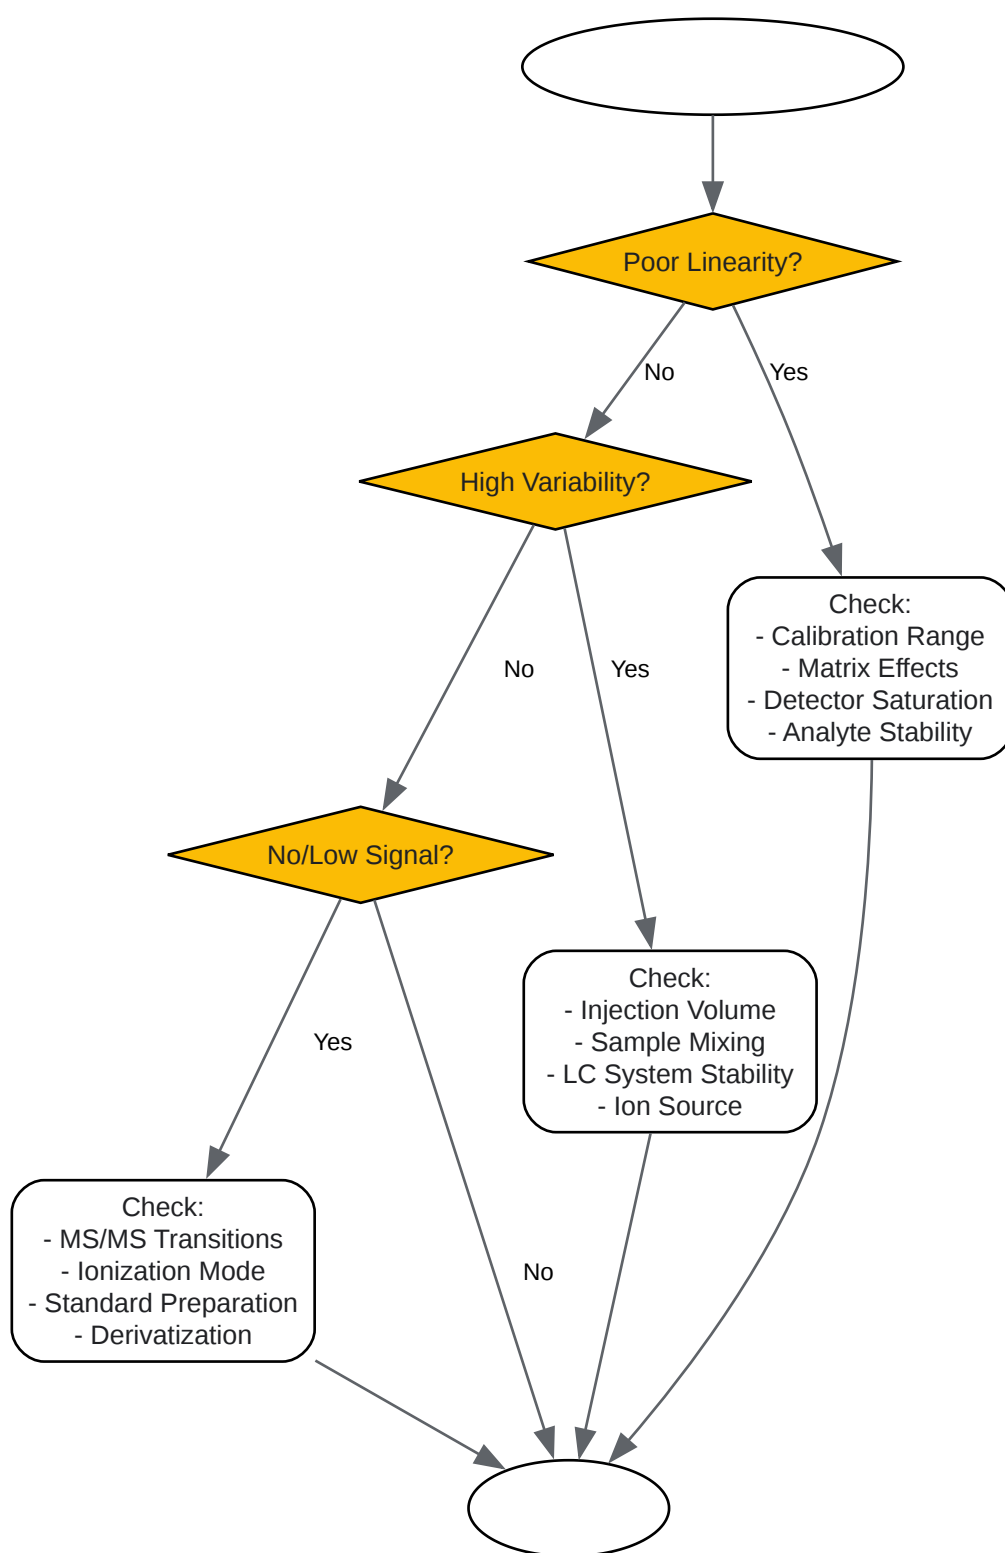 Poor Linearity?
No
Yes
High Variability?
No
Yes
Check:
- Calibration Range
- Matrix Effects
- Detector Saturation
- Analyte Stability
No/Low Signal?
Yes
No
Check:
- Injection Volume
- Sample Mixing
- LC System Stability
- Ion Source
Check:
- MS/MS Transitions
- Ionization Mode
- Standard Preparation
- Derivatization